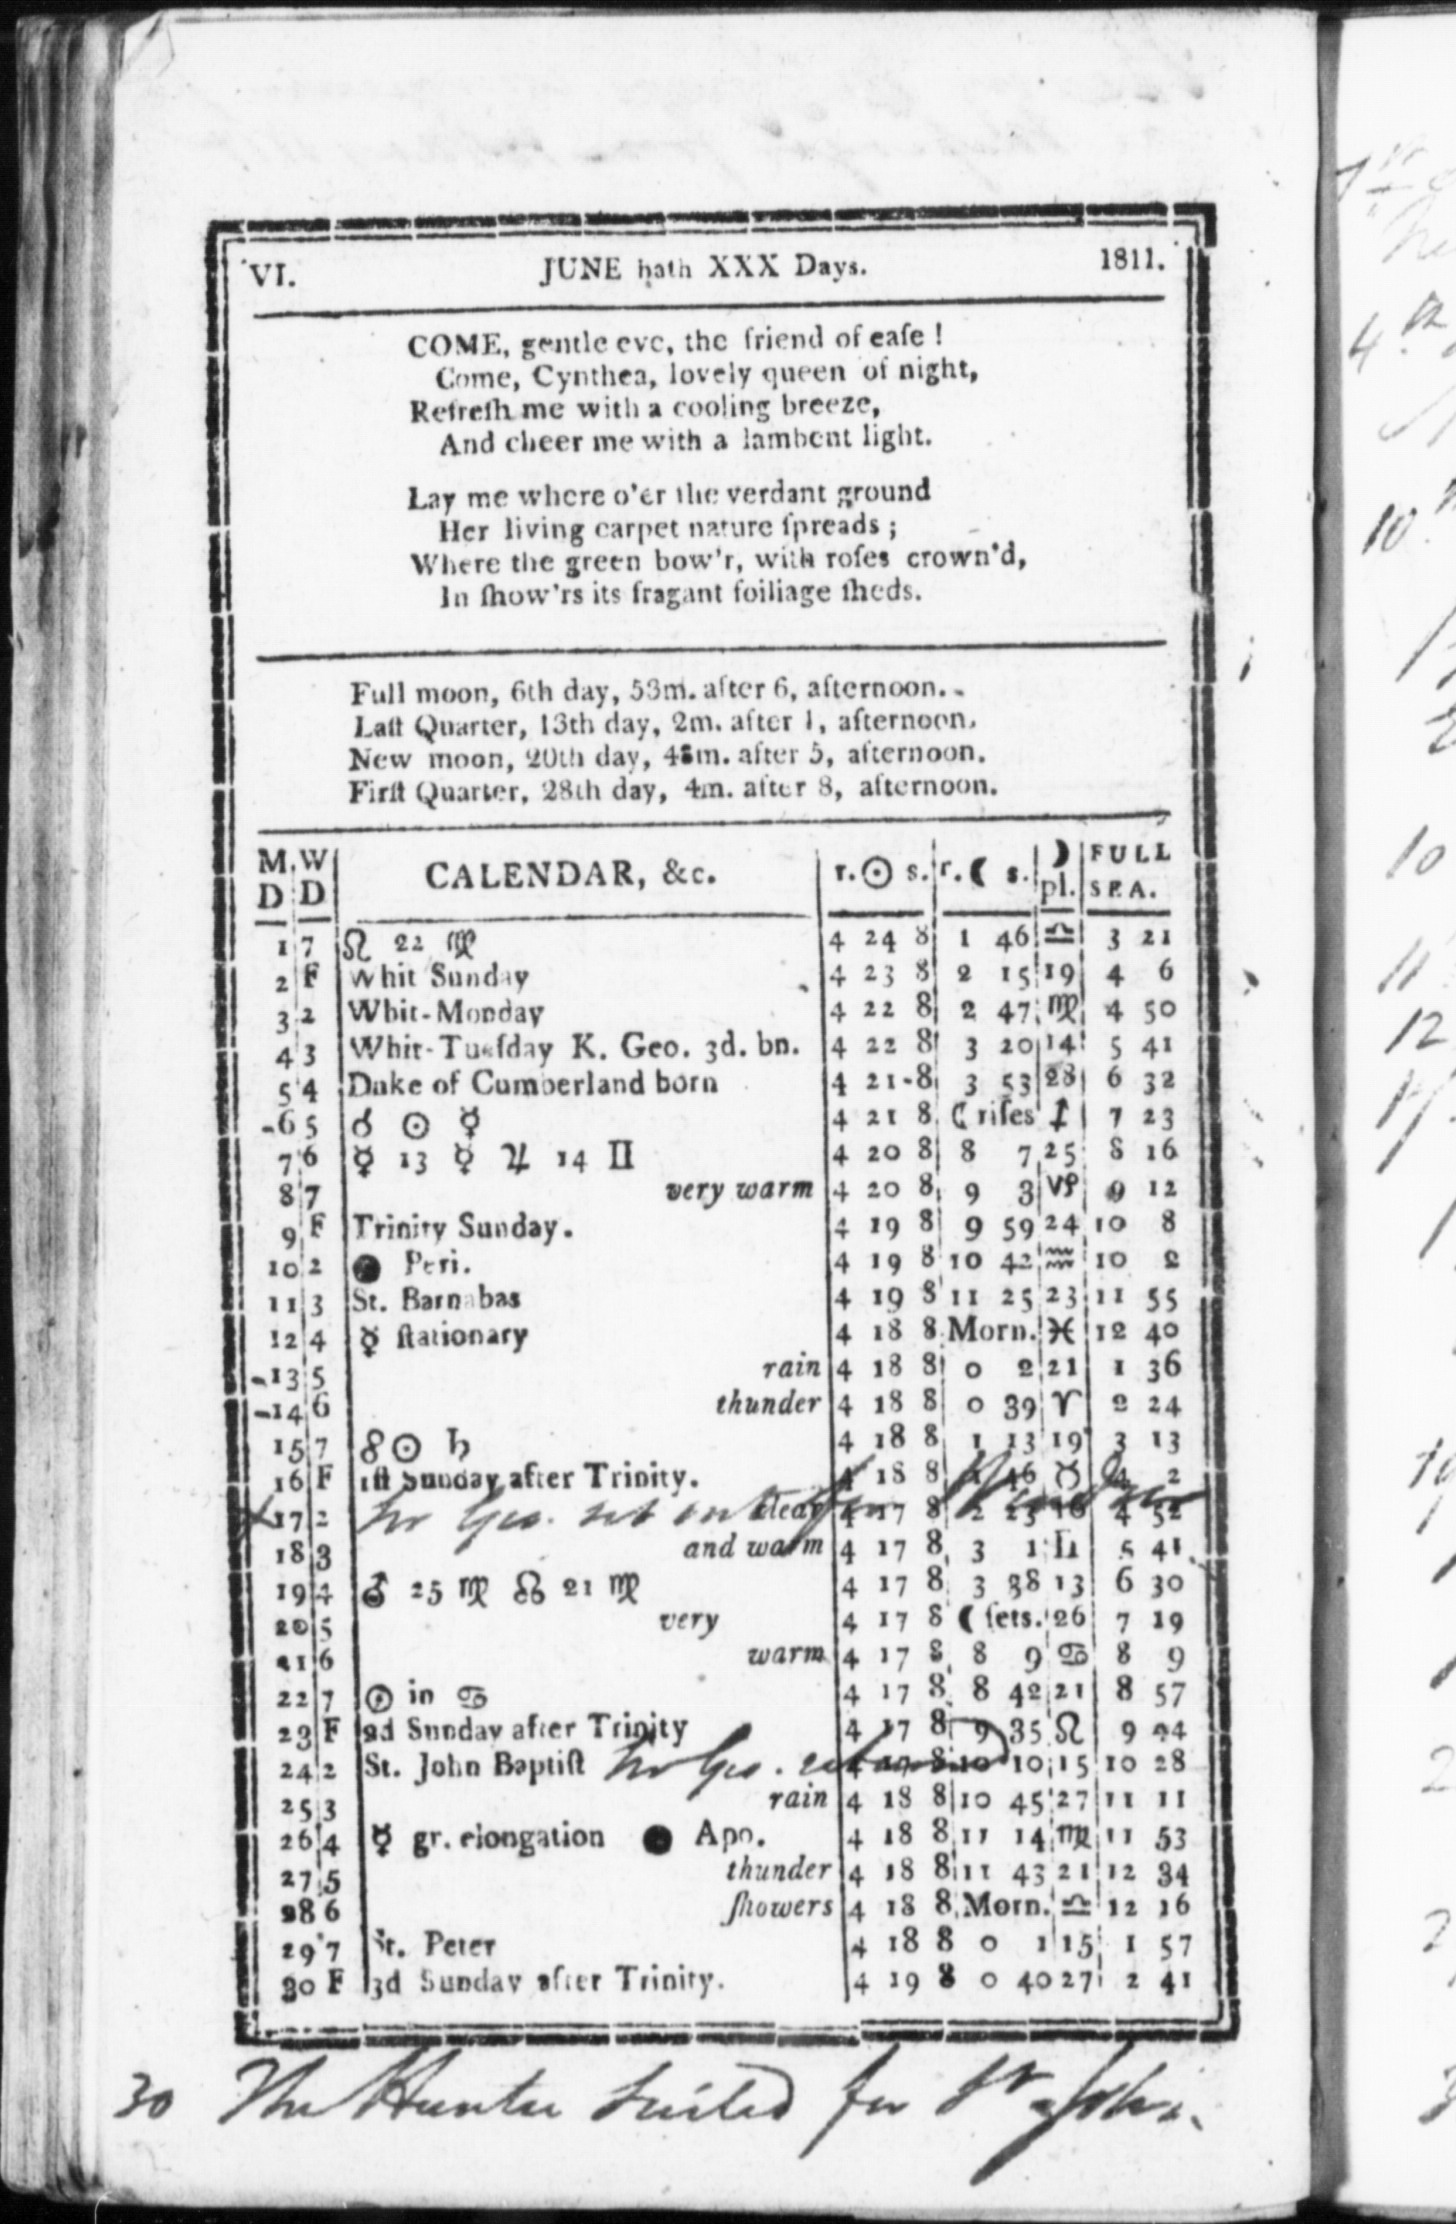 VI. JUNE hath XXX Days. 1811.
COME, gentle eve, the friend of eaſe !
Come, Cynthea, lovely queen of night,
Refreſh me with a cooling breeze,
And cheer me with a lambent light.
Lay me where o'er the verdant ground
Her living carpet nature ſpreads ;
Where the green bow'r, with roſes crown'd,
In ſhow'rs its fragant foiliage ſheds.
Full moon, 6th day, 53m. after 6, afternoon.
Laſt Quarter, 13th day, 2m. after 1, afternoon.
New moon, 20th day, m. after 5, afternoon.
Firſt Quarter, 28th day, 4m. after 8, afternoon.
M. W CALENDAR, &c. r. ☉ s. r. ☾ s. ☽ FULL
D D pl. SEA.
1 7 ☊ 22 ♍ 4 24 8 1 46 ♎ 3 21
2 F Whit Sunday 4 23 8 2 15 19 4 6
3 2 Whit-Monday 4 22 8 2 47 ♏ 4 50
4 3 Whit-Tueſday K. Geo. 3d. bn. 4 22 8 3 20 14 5 41
5 4 Duke of Cumberland born 4 21 8 3 53 28 6 32
6 5 ☌ ☉ ☿ 4 21 8 ☾ riſes ♐ 7 23
7 6 ☿ 13 ☿ ♃ 14 ♊ 4 20 8 8 7 25 8 16
8 7 very warm 4 20 8 9 3 ♑ 9 12
9 F Trinity Sunday. 4 19 8 9 59 24 10 8
10 2 ● Peri. 4 19 8 10 42 ♒ 10 2
11 3 St. Barnabas 4 19 8 11 25 23 11 55
12 4 ☿ ſtationary 4 18 8 Morn. ♓ 12 40
13 5 rain 4 18 8 0 2 21 1 36
14 6 thunder 4 18 8 0 39 ♈ 2 24
15 7 ☍ ☉ ♄ 4 18 8 1 13 19 3 13
16 F 1ſt Sunday after Trinity. 4 18 8 1 46 ♉ 4 2
17 2 clear 4 17 8 2 23 16 4 52
Geo. set out for
18 3 and warm 4 17 8 3 1 ♊ 5 41
19 4 ♂ 25 ♍ ☊ 21 ♍ 4 17 8 3 38 13 6 30
20 5 very 4 17 8 ☾ ſets. 26 7 19
21 6 warm 4 17 8 8 9 ♋ 8 9
22 7 ☉ in ♋ 4 17 8 8 42 21 8 57
23 F 2d Sunday after Trinity 4 17 8 9 35 ♌ 9 44
24 2 St. John Baptiſt Geo. returned 4 17 8 10 10 15 10 28
25 3 rain 4 18 8 10 45 27 11 11
26 4 ☿ gr. elongation ● Apo. 4 18 8 11 14 ♍ 11 53
27 5 thunder 4 18 8 11 43 21 12 34
28 6 ſhowers 4 18 8 Morn. ♎ 12 16
29 7 St. Peter 4 18 8 0 1 15 1 57
30 F 3d Sunday after Trinity. 4 19 8 0 40 27 2 41
30 The Hunter Sailed for St